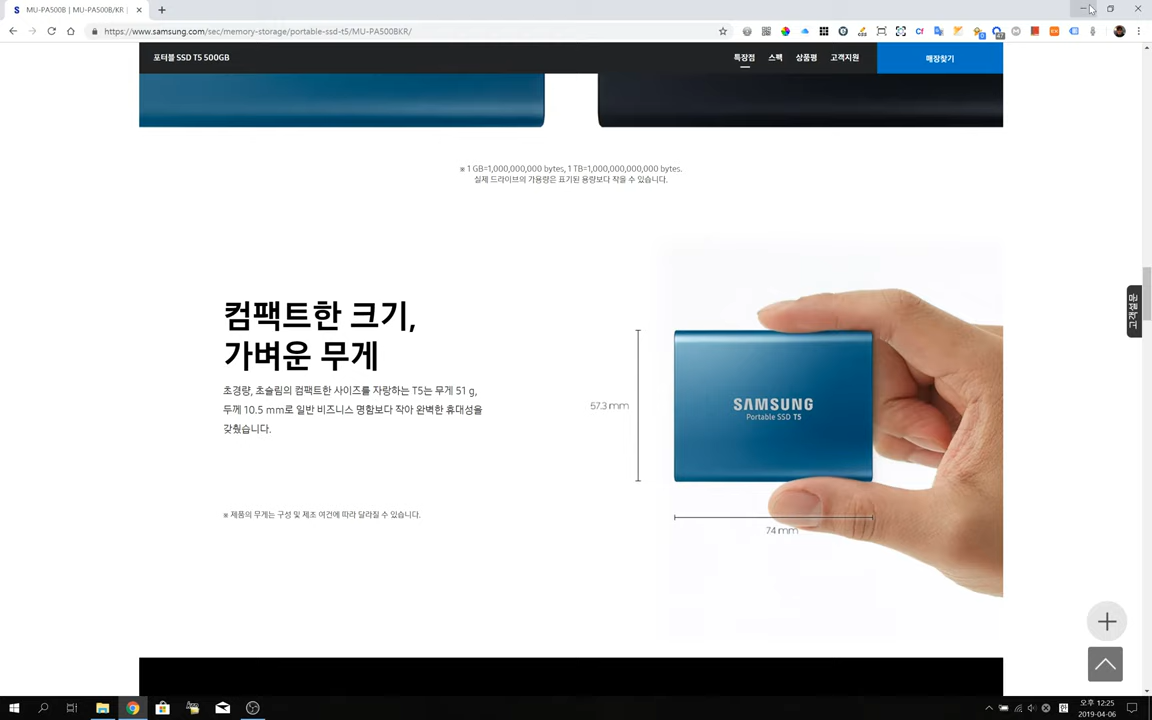 MU-PA500B | MU-PA500B/KR |
https://www.samsung.com/sec/memory-storage/portable-ssd-t5/MU-PA500BKR/
포터블 SSD T5 500GB
특장점 스펙 상품평 고객지원 매장찾기
※ 1 GB=1,000,000,000 bytes, 1 TB=1,000,000,000,000 bytes.
실제 드라이브의 가용량은 표기된 용량보다 작을 수 있습니다.
컴팩트한 크기,
가벼운 무게
초경량, 초슬림의 컴팩트한 사이즈를 자랑하는 T5는 무게 51 g,
두께 10.5 mm로 일반 비즈니스 명함보다 작아 완벽한 휴대성을
갖췄습니다.
※ 제품의 무게는 구성 및 제조 여건에 따라 달라질 수 있습니다.
57.3 mm
SAMSUNG
Portable SSD T5
74 mm
고객설문
오후 12:25
2019-04-06